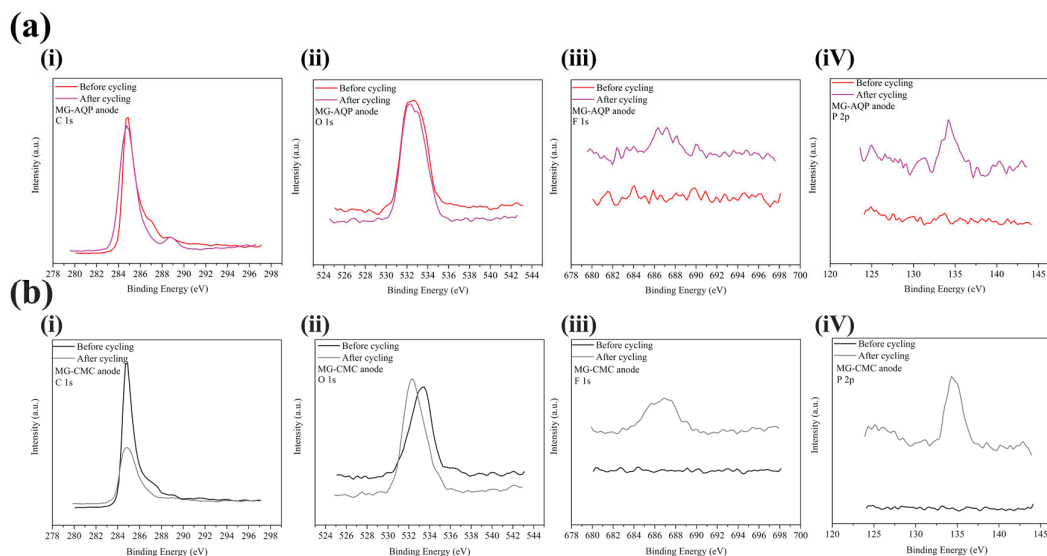 (a)
(i)
Before cycling
After cycling
MG-AQP anode
C 1s
Intensity (a.u.)
278 280 282 284 286 288 290 292 294 296 298
Binding Energy (eV)
(ii)
Before cycling
After cycling
MG-AQP anode
O 1s
Intensity (a.u.)
524 526 528 530 532 534 536 538 540 542 544
Binding Energy (eV)
(iii)
Before cycling
After cycling
MG-AQP anode
F 1s
Intensity (a.u.)
678 680 682 684 686 688 690 692 694 696 698 700
Binding Energy (eV)
(iV)
Before cycling
After cycling
MG-AQP anode
P 2p
Intensity (a.u.)
120 125 130 135 140 145
Binding Energy (eV)
(b)
(i)
Before cycling
After cycling
MG-CMC anode
C 1s
Intensity (a.u.)
278 280 282 284 286 288 290 292 294 296 298
Binding Energy (eV)
(ii)
Before cycling
After cycling
MG-CMC anode
O 1s
Intensity (a.u.)
524 526 528 530 532 534 536 538 540 542 544
Binding Energy (eV)
(iii)
Before cycling
After cycling
MG-CMC anode
F 1s
Intensity (a.u.)
678 680 682 684 686 688 690 692 694 696 698 700
Binding Energy (eV)
(iV)
Before cycling
After cycling
MG-CMC anode
P 2p
Intensity (a.u.)
120 125 130 135 140 145
Binding Energy (eV)